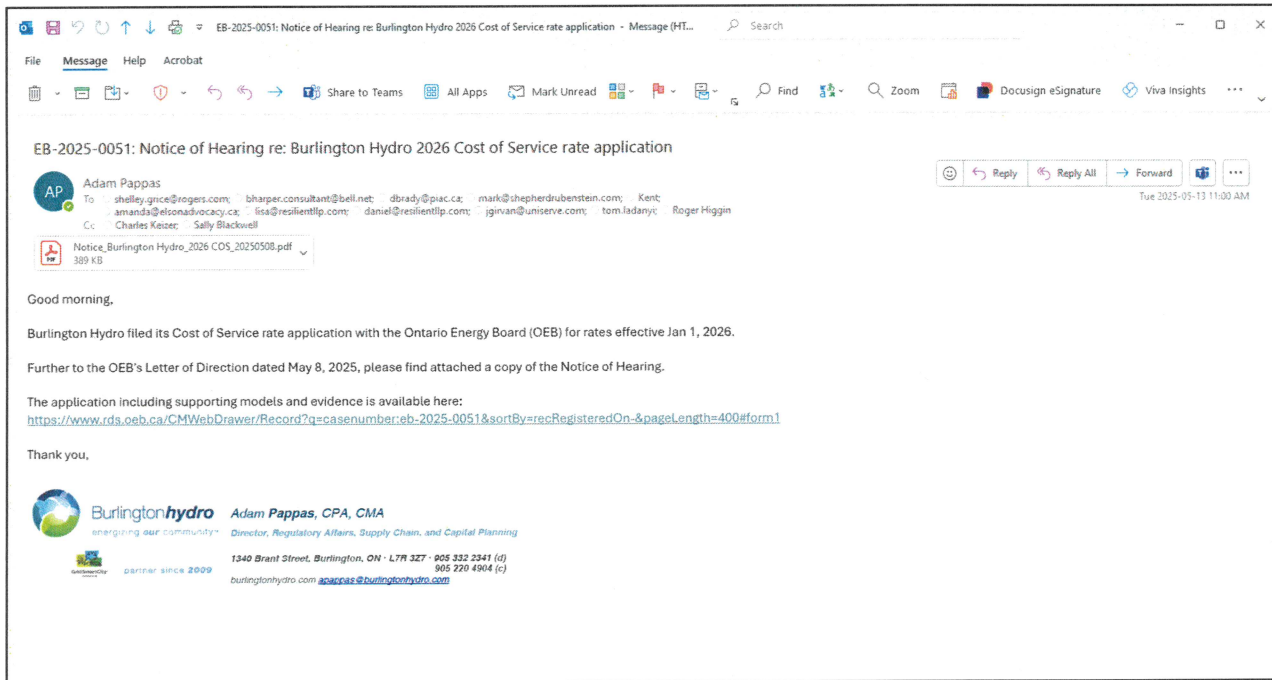 EB-2025-0051: Notice of Hearing re: Burlington Hydro 2026 Cost of Service rate application - Message (HT...
Search
File Message Help Acrobat
Share to Teams All Apps Mark Unread Find Zoom Docusign eSignature Viva Insights ...
EB-2025-0051: Notice of Hearing re: Burlington Hydro 2026 Cost of Service rate application
AP
Adam Pappas
Reply Reply All Forward ...
To shelley.grice@rogers.com; bharper.consultant@bell.net; dbrady@piac.ca; mark@shepherdrubenstein.com; Kent;
Tue 2025-05-13 11:00 AM
amanda@elsonadvocacy.ca; lisa@resilientllp.com; daniel@resilientllp.com; jgirvan@uniserve.com; tom.ladanyi; Roger Higgin
Cc Charles Keizer; Sally Blackwell
PDF
Notice_Burlington Hydro_2026 COS_20250508.pdf
389 KB
Good morning,
Burlington Hydro filed its Cost of Service rate application with the Ontario Energy Board (OEB) for rates effective Jan 1, 2026.
Further to the OEB's Letter of Direction dated May 8, 2025, please find attached a copy of the Notice of Hearing.
The application including supporting models and evidence is available here:
https://www.rds.oeb.ca/CMWebDrawer/Record?q=casenumber:eb-2025-0051&sortBy=recRegisteredOn-&pageLength=400#form1
Thank you,
Burlingtonhydro
energizing our community™
Adam Pappas, CPA, CMA
Director, Regulatory Affairs, Supply Chain, and Capital Planning
partner since 2009
1340 Brant Street, Burlington, ON · L7R 3Z7 · 905 332 2341 (d)
905 220 4904 (c)
burlingtonhydro.com apappas@burlingtonhydro.com